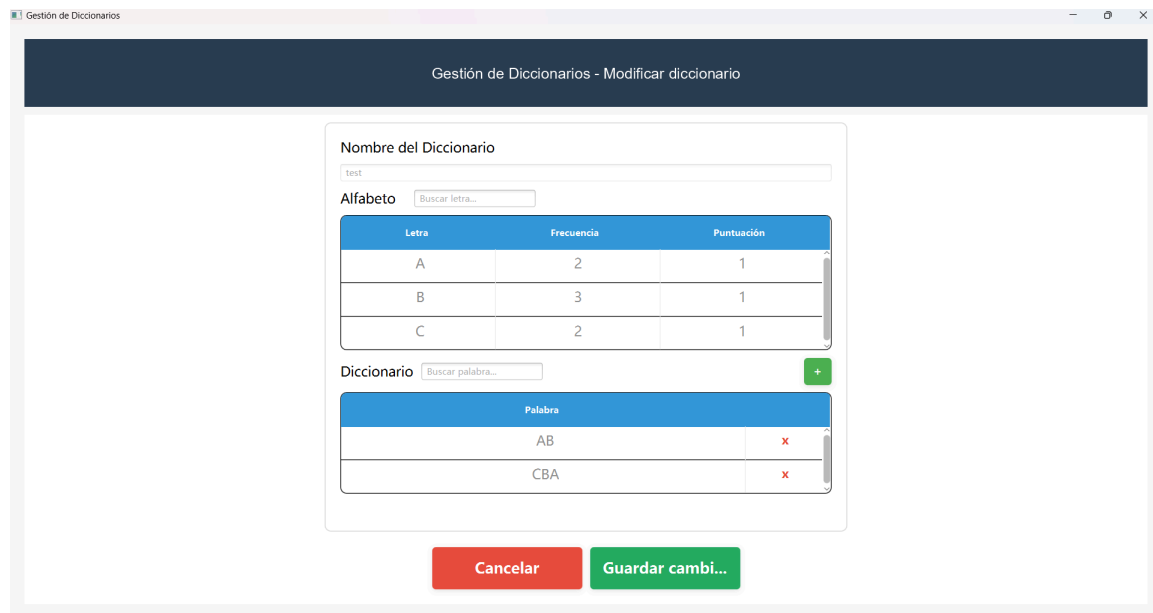 Gestión de Diccionarios
Gestión de Diccionarios - Modificar diccionario
Nombre del Diccionario
test
Alfabeto Buscar letra...
Letra Frecuencia Puntuación
A 2 1
B 3 1
C 2 1
Diccionario Buscar palabra... +
Palabra
AB x
CBA x
Cancelar Guardar cambi...